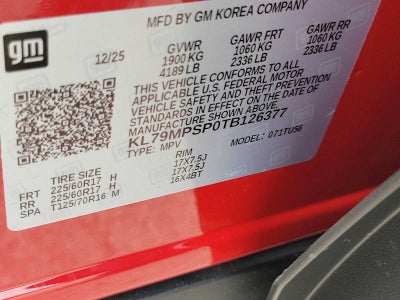 gm
MFD BY GM KOREA COMPANY
12/25
GVWR GAWR FRT GAWR RR
1900 KG 1060 KG 1060 KG
4189 LB 2336 LB 2336 LB
THIS VEHICLE CONFORMS TO ALL
APPLICABLE U.S. FEDERAL MOTOR
VEHICLE SAFETY AND THEFT PREVENTION
STANDARDS IN EFFECT ON THE DATE OF
MANUFACTURE SHOWN ABOVE.
KL79MPSP0TB126377
TYPE: MPV MODEL: 071TU56
TIRE SIZE RIM
FRT 225/60R17 H 17X7.5J
RR 225/60R17 H 17X7.5J
SPA T125/70R16 M 16X4BT